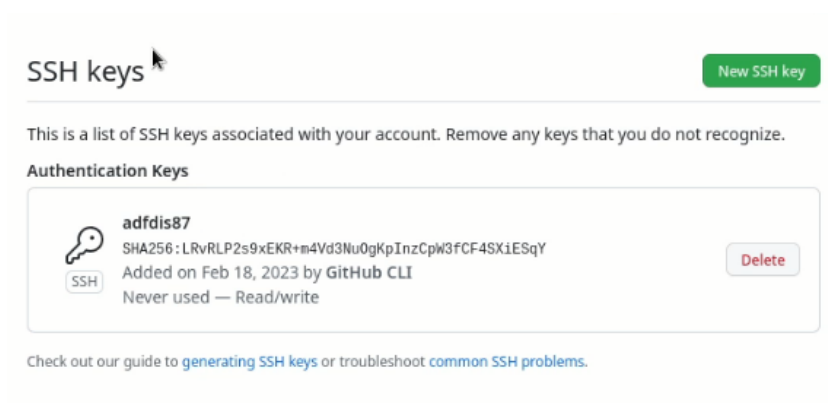 SSH keys
New SSH key
This is a list of SSH keys associated with your account. Remove any keys that you do not recognize.
Authentication Keys
adfdis87
SHA256:LRvRLP2s9xEKR+m4Vd3NuOgKpInzCpW3fCF4SXiESqY
Added on Feb 18, 2023 by GitHub CLI
SSH
Never used — Read/write
Delete
Check out our guide to generating SSH keys or troubleshoot common SSH problems.